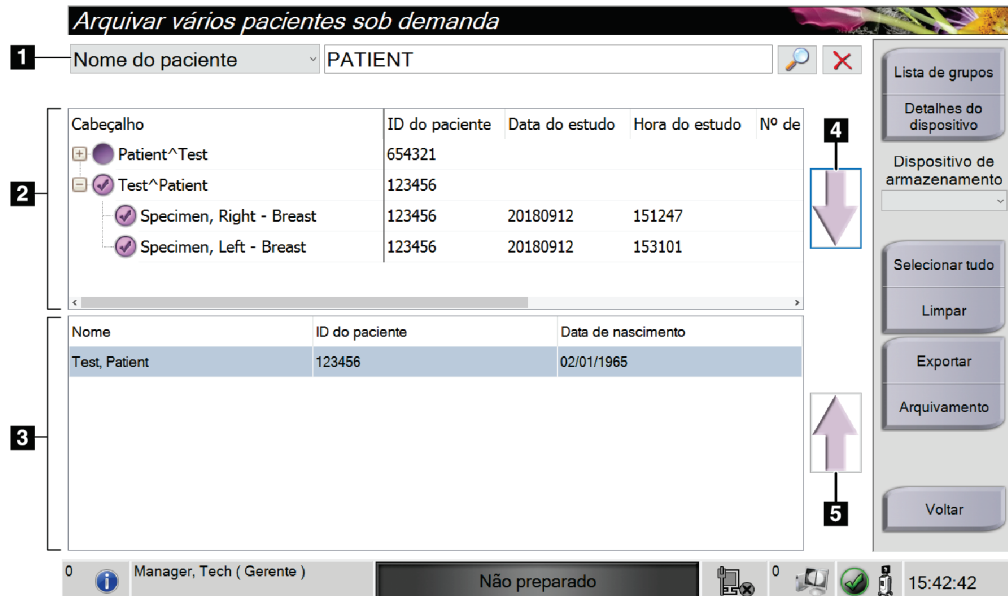 Arquivar vários pacientes sob demanda
1
Nome do paciente
PATIENT
Lista de grupos
Detalhes do
dispositivo
Dispositivo de
armazenamento
2
Cabeçalho ID do paciente Data do estudo Hora do estudo Nº de
Patient^Test 654321
Test^Patient 123456
Specimen, Right - Breast 123456 20180912 151247
Specimen, Left - Breast 123456 20180912 153101
4
Selecionar tudo
Limpar
3
Nome ID do paciente Data de nascimento
Test, Patient 123456 02/01/1965
Exportar
Arquivamento
5
Voltar
0
Manager, Tech ( Gerente )
Não preparado
0
15:42:42